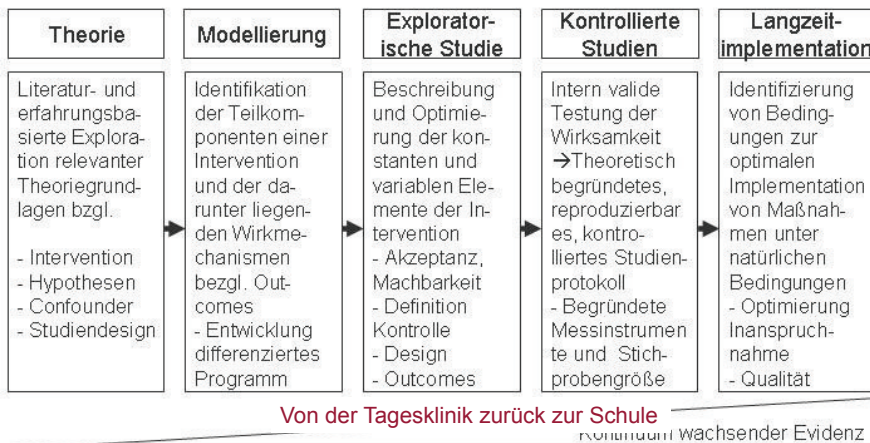 Theorie
Literatur- und
erfahrungsba-
sierte Explora-
tion relevanter
Theoriegrund-
lagen bzgl.
- Intervention
- Hypothesen
- Confounder
- Studiendesign
Modellierung
Identifikation
der Teilkom-
ponenten einer
Intervention
und der da-
runter liegen-
den Wirkme-
chanismen
bezgl. Out-
comes
- Entwicklung
differenziertes
Programm
Explorator-
ische Studie
Beschreibung
und Optimie-
rung der kon-
stanten und
variablen Ele-
mente der In-
tervention
- Akzeptanz,
Machbarkeit
- Definition
Kontrolle
- Design
- Outcomes
Kontrollierte
Studien
Intern valide
Testung der
Wirksamkeit
→Theoretisch
begründetes,
reproduzierbar
es, kontrol-
liertes Studien-
protokoll
- Begründete
Messinstrumen
te und Stich-
probengröße
Langzeit-
implementation
Identifizierung
von Bedin-
gungen zur
optimalen
Implementation
von Maßnah-
men unter
natürlichen
Bedingungen
- Optimierung
Inanspruch-
nahme
- Qualität
Von der Tagesklinik zurück zur Schule
Kontinuum wachsender Evidenz